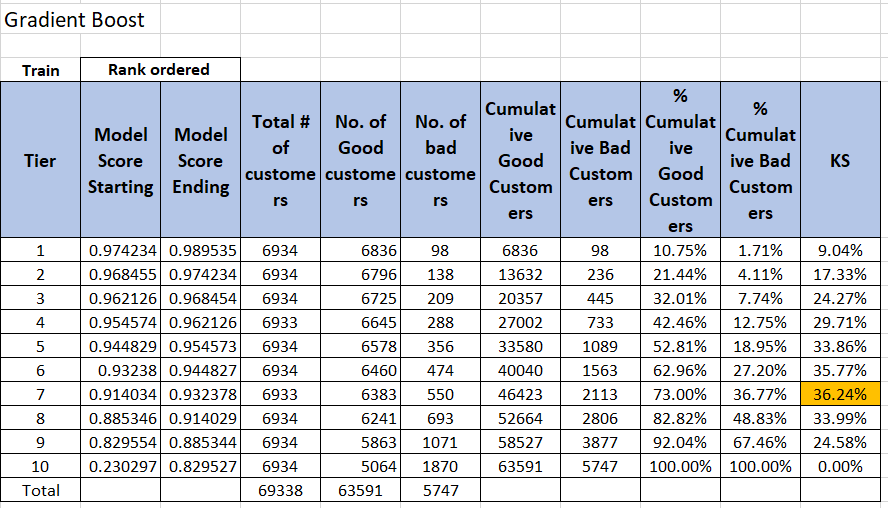 Gradient Boost
Train Rank ordered
Tier Model Score Starting Model Score Ending Total # of customers No. of Good customers No. of bad customers Cumulative Good Customers Cumulative Bad Customers % Cumulative Good Customers % Cumulative Bad Customers KS
1 0.974234 0.989535 6934 6836 98 6836 98 10.75% 1.71% 9.04%
2 0.968455 0.974234 6934 6796 138 13632 236 21.44% 4.11% 17.33%
3 0.962126 0.968454 6934 6725 209 20357 445 32.01% 7.74% 24.27%
4 0.954574 0.962126 6933 6645 288 27002 733 42.46% 12.75% 29.71%
5 0.944829 0.954573 6934 6578 356 33580 1089 52.81% 18.95% 33.86%
6 0.93238 0.944827 6934 6460 474 40040 1563 62.96% 27.20% 35.77%
7 0.914034 0.932378 6933 6383 550 46423 2113 73.00% 36.77% 36.24%
8 0.885346 0.914029 6934 6241 693 52664 2806 82.82% 48.83% 33.99%
9 0.829554 0.885344 6934 5863 1071 58527 3877 92.04% 67.46% 24.58%
10 0.230297 0.829527 6934 5064 1870 63591 5747 100.00% 100.00% 0.00%
Total 69338 63591 5747